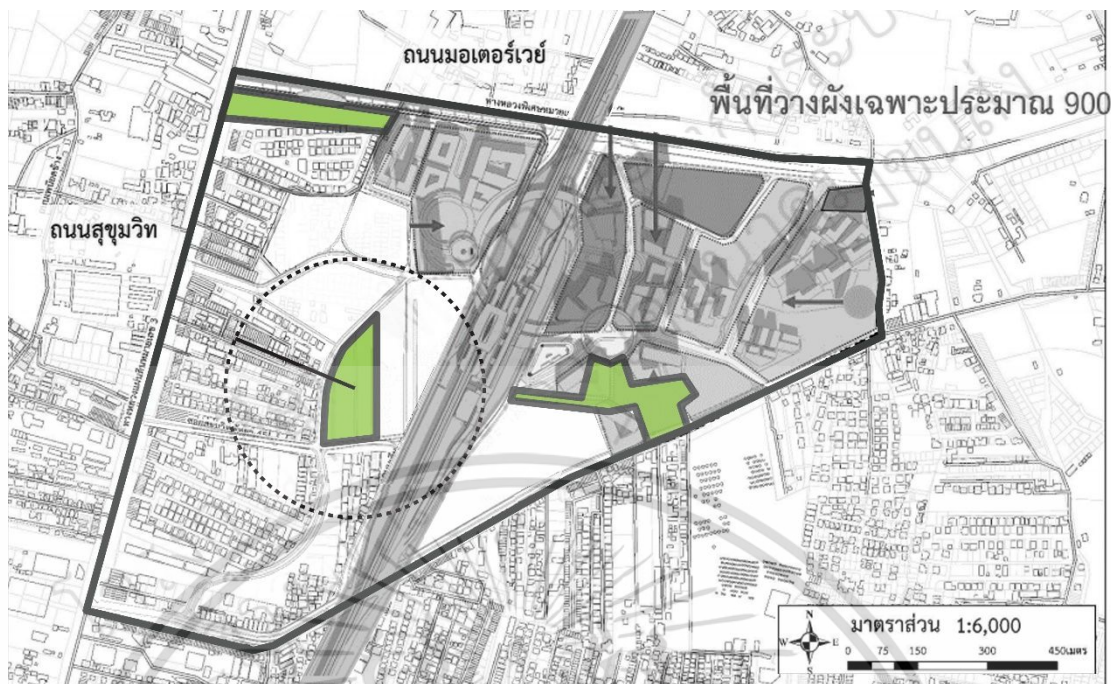 ถนนมอเตอร์เวย์
พื้นที่วางผังเฉพาะประมาณ 900
ถนนสุขุมวิท
N
W E
S
มาตราส่วน 1:6,000
0 75 150 300 450เมตร